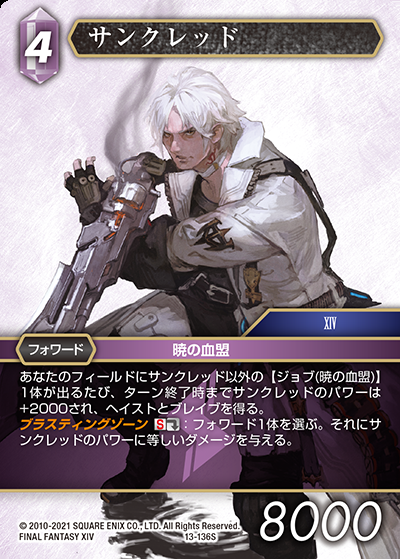 4
サンクレッド
XIV
フォワード
暁の血盟
あなたのフィールドにサンクレッド以外の【ジョブ(暁の血盟)】
1体が出るたび、ターン終了時までサンクレッドのパワーは
+2000され、ヘイストとブレイブを得る。
ブラスティングゾーン S：フォワード1体を選ぶ。それにサ
ンクレッドのパワーに等しいダメージを与える。
© 2010-2021 SQUARE ENIX CO., LTD. All Rights Reserved.
FINAL FANTASY XIV
13-136S
8000